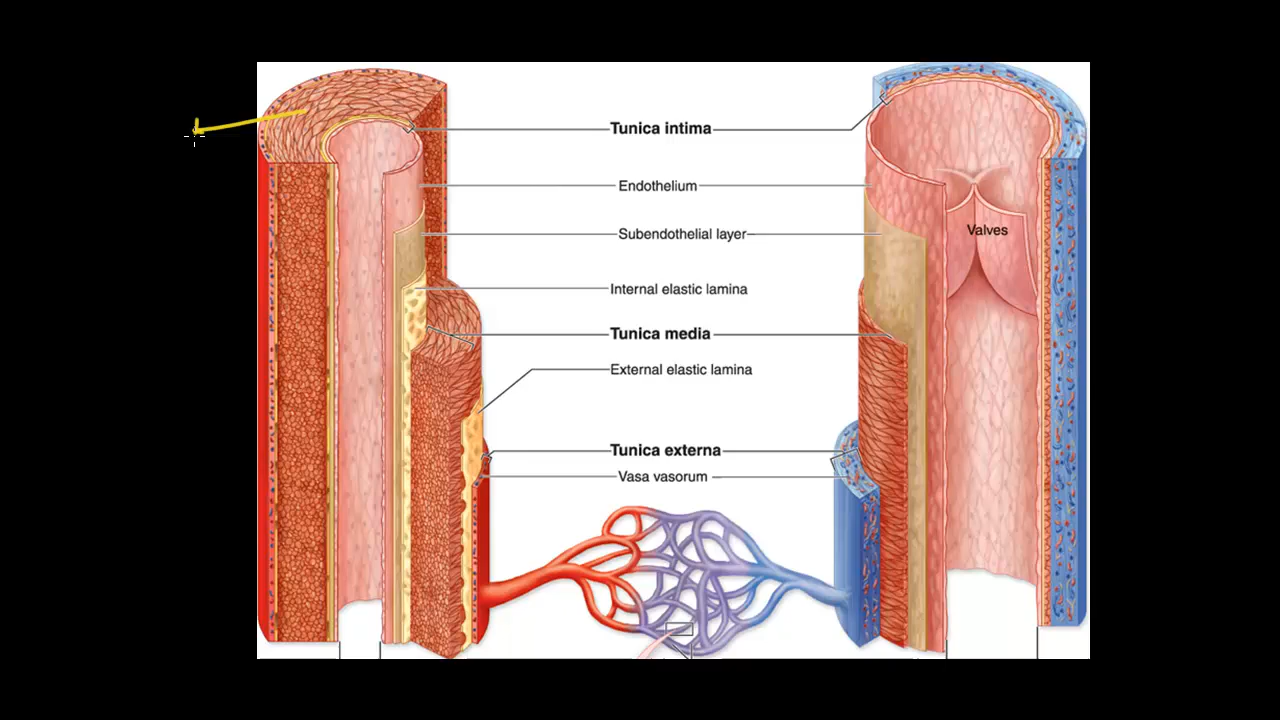 Tunica intima
Endothelium
Subendothelial layer
Valves
Internal elastic lamina
Tunica media
External elastic lamina
Tunica externa
Vasa vasorum